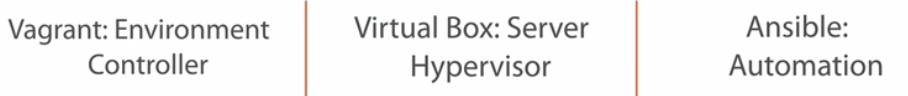 Vagrant: Environment
Controller
Virtual Box: Server
Hypervisor
Ansible:
Automation